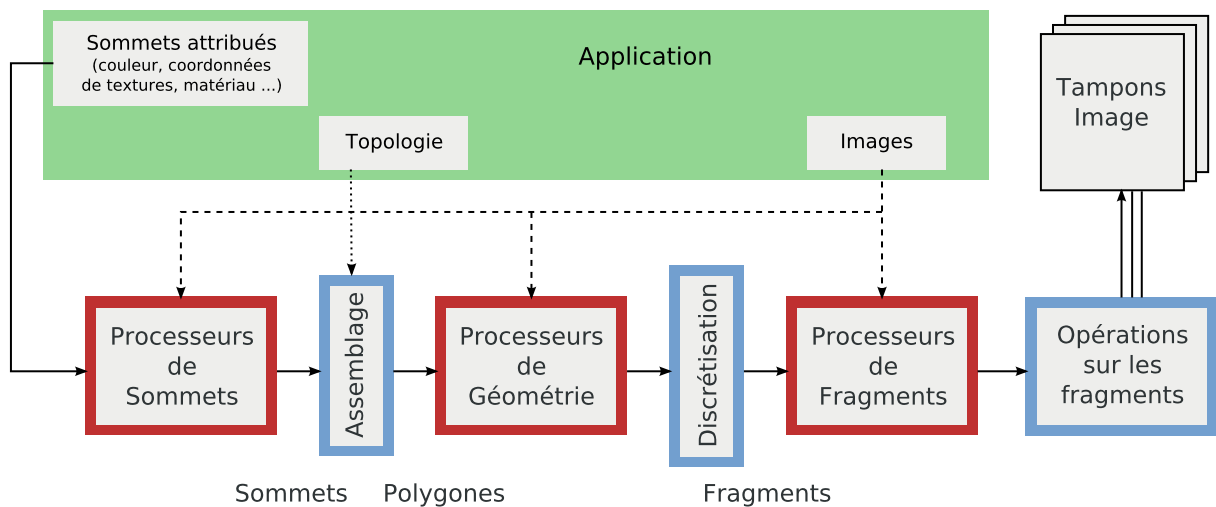 Sommets attribués
(couleur, coordonnées
de textures, matériau ...)
Application
Topologie
Images
Tampons
Image
Processeurs
de
Sommets
Assemblage
Processeurs
de
Géométrie
Discrétisation
Processeurs
de
Fragments
Opérations
sur les
fragments
Sommets
Polygones
Fragments